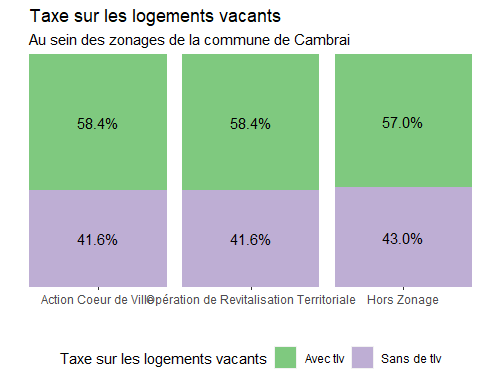 Taxe sur les logements vacants
Au sein des zonages de la commune de Cambrai
58.4% 58.4% 57.0%
41.6% 41.6% 43.0%
Action Coeur de Ville Opération de Revitalisation Territoriale Hors Zonage
Taxe sur les logements vacants Avec tlv Sans de tlv